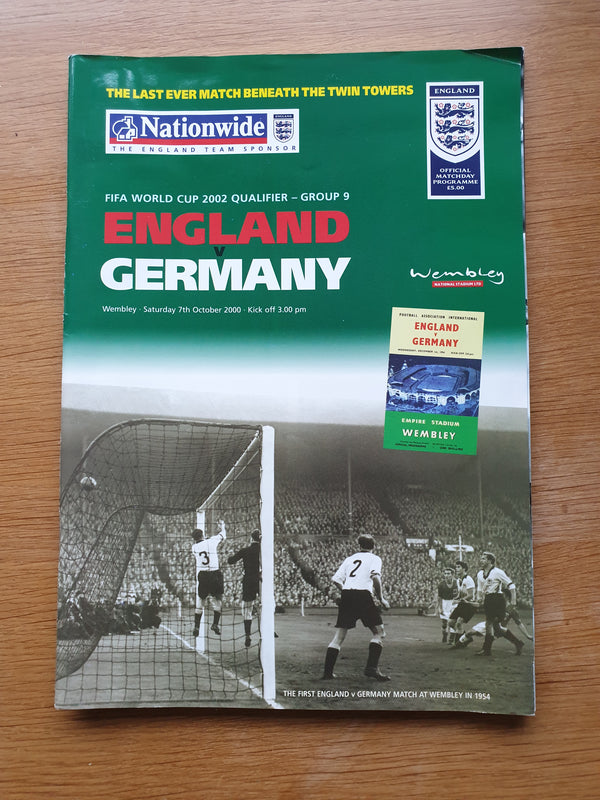 THE LAST EVER MATCH BENEATH THE TWIN TOWERS
Nationwide
THE ENGLAND TEAM SPONSOR
ENGLAND
OFFICIAL
MATCHDAY
PROGRAMME
£5.00
FIFA WORLD CUP 2002 QUALIFIER – GROUP 9
ENGLAND
V
GERMANY
Wembley
NATIONAL STADIUM LTD
Wembley · Saturday 7th October 2000 · Kick off 3.00 pm
FOOTBALL ASSOCIATION INTERNATIONAL
ENGLAND
V
GERMANY
EMPIRE STADIUM
WEMBLEY
3
2
THE FIRST ENGLAND v GERMANY MATCH AT WEMBLEY IN 1954